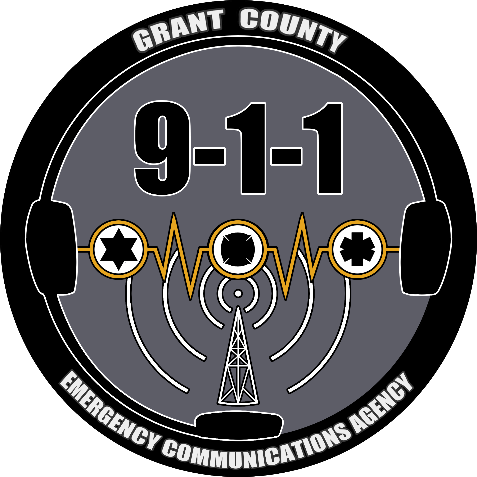 GRANT COUNTY
9-1-1
EMERGENCY COMMUNICATIONS AGENCY